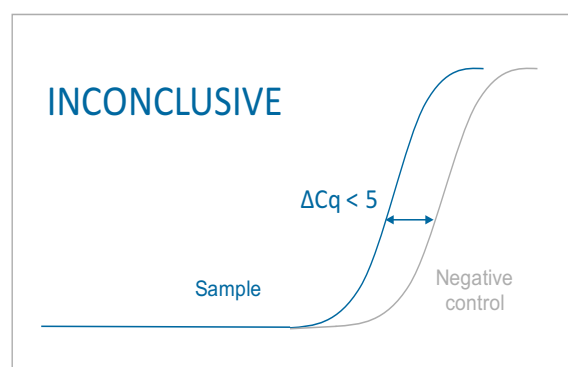 INCONCLUSIVE
ΔCq < 5
Sample
Negative
control